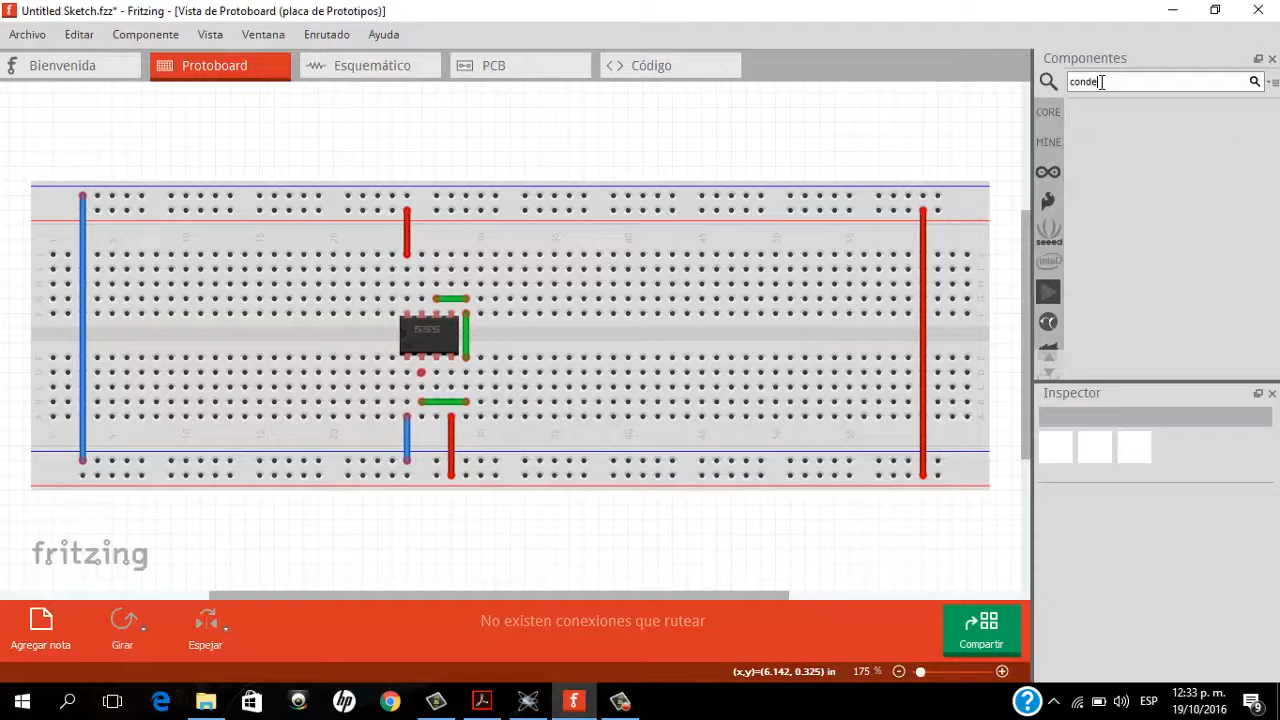 Untitled Sketch.fzz* - Fritzing - [Vista de Protoboard (placa de Prototipos)]
Archivo Editar Componente Vista Ventana Enrutado Ayuda
Bienvenida Protoboard Esquemático PCB Código
Componentes
conde
CORE
MINE
seeed
intel
555
Inspector
fritzing
Agregar nota Girar Espejar
No existen conexiones que rutear
Compartir
(x,y)=(6.142, 0.325) in 175 %
ESP
12:33 p. m.
19/10/2016